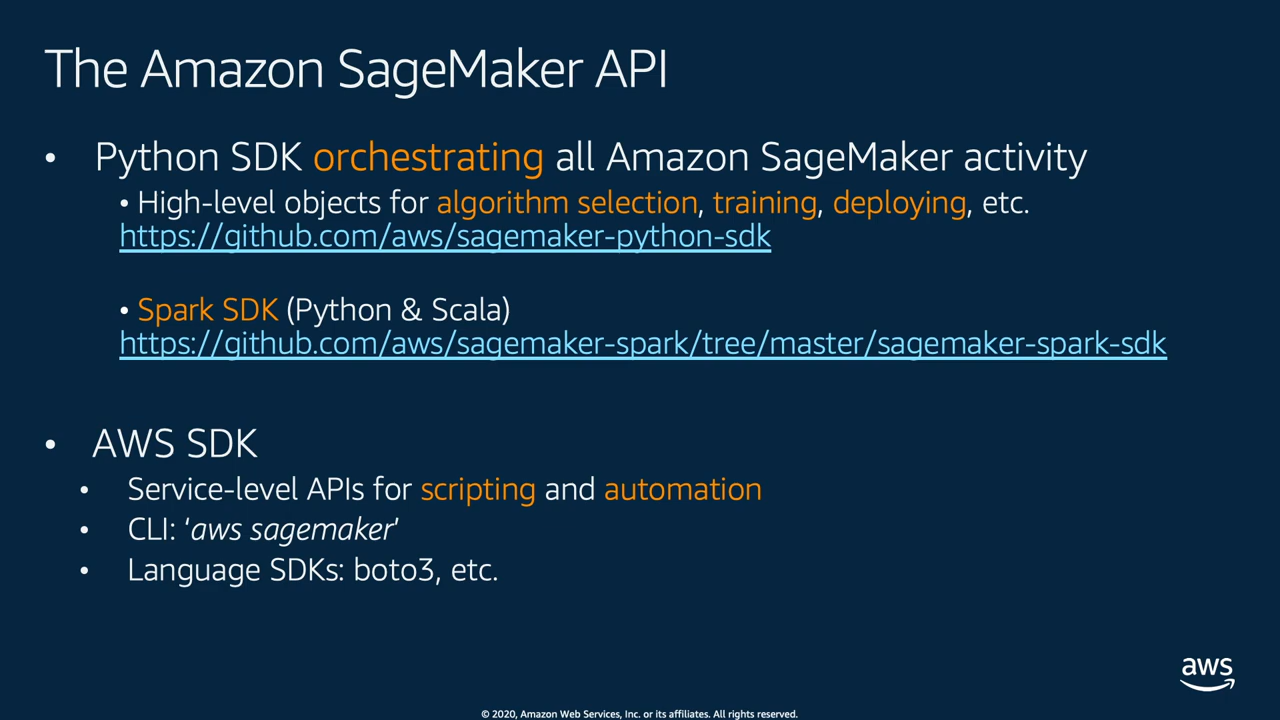 The Amazon SageMaker API
• Python SDK orchestrating all Amazon SageMaker activity
• High-level objects for algorithm selection, training, deploying, etc.
https://github.com/aws/sagemaker-python-sdk
• Spark SDK (Python & Scala)
https://github.com/aws/sagemaker-spark/tree/master/sagemaker-spark-sdk
• AWS SDK
• Service-level APIs for scripting and automation
• CLI: ‘aws sagemaker’
• Language SDKs: boto3, etc.
aws
© 2020, Amazon Web Services, Inc. or its affiliates. All rights reserved.